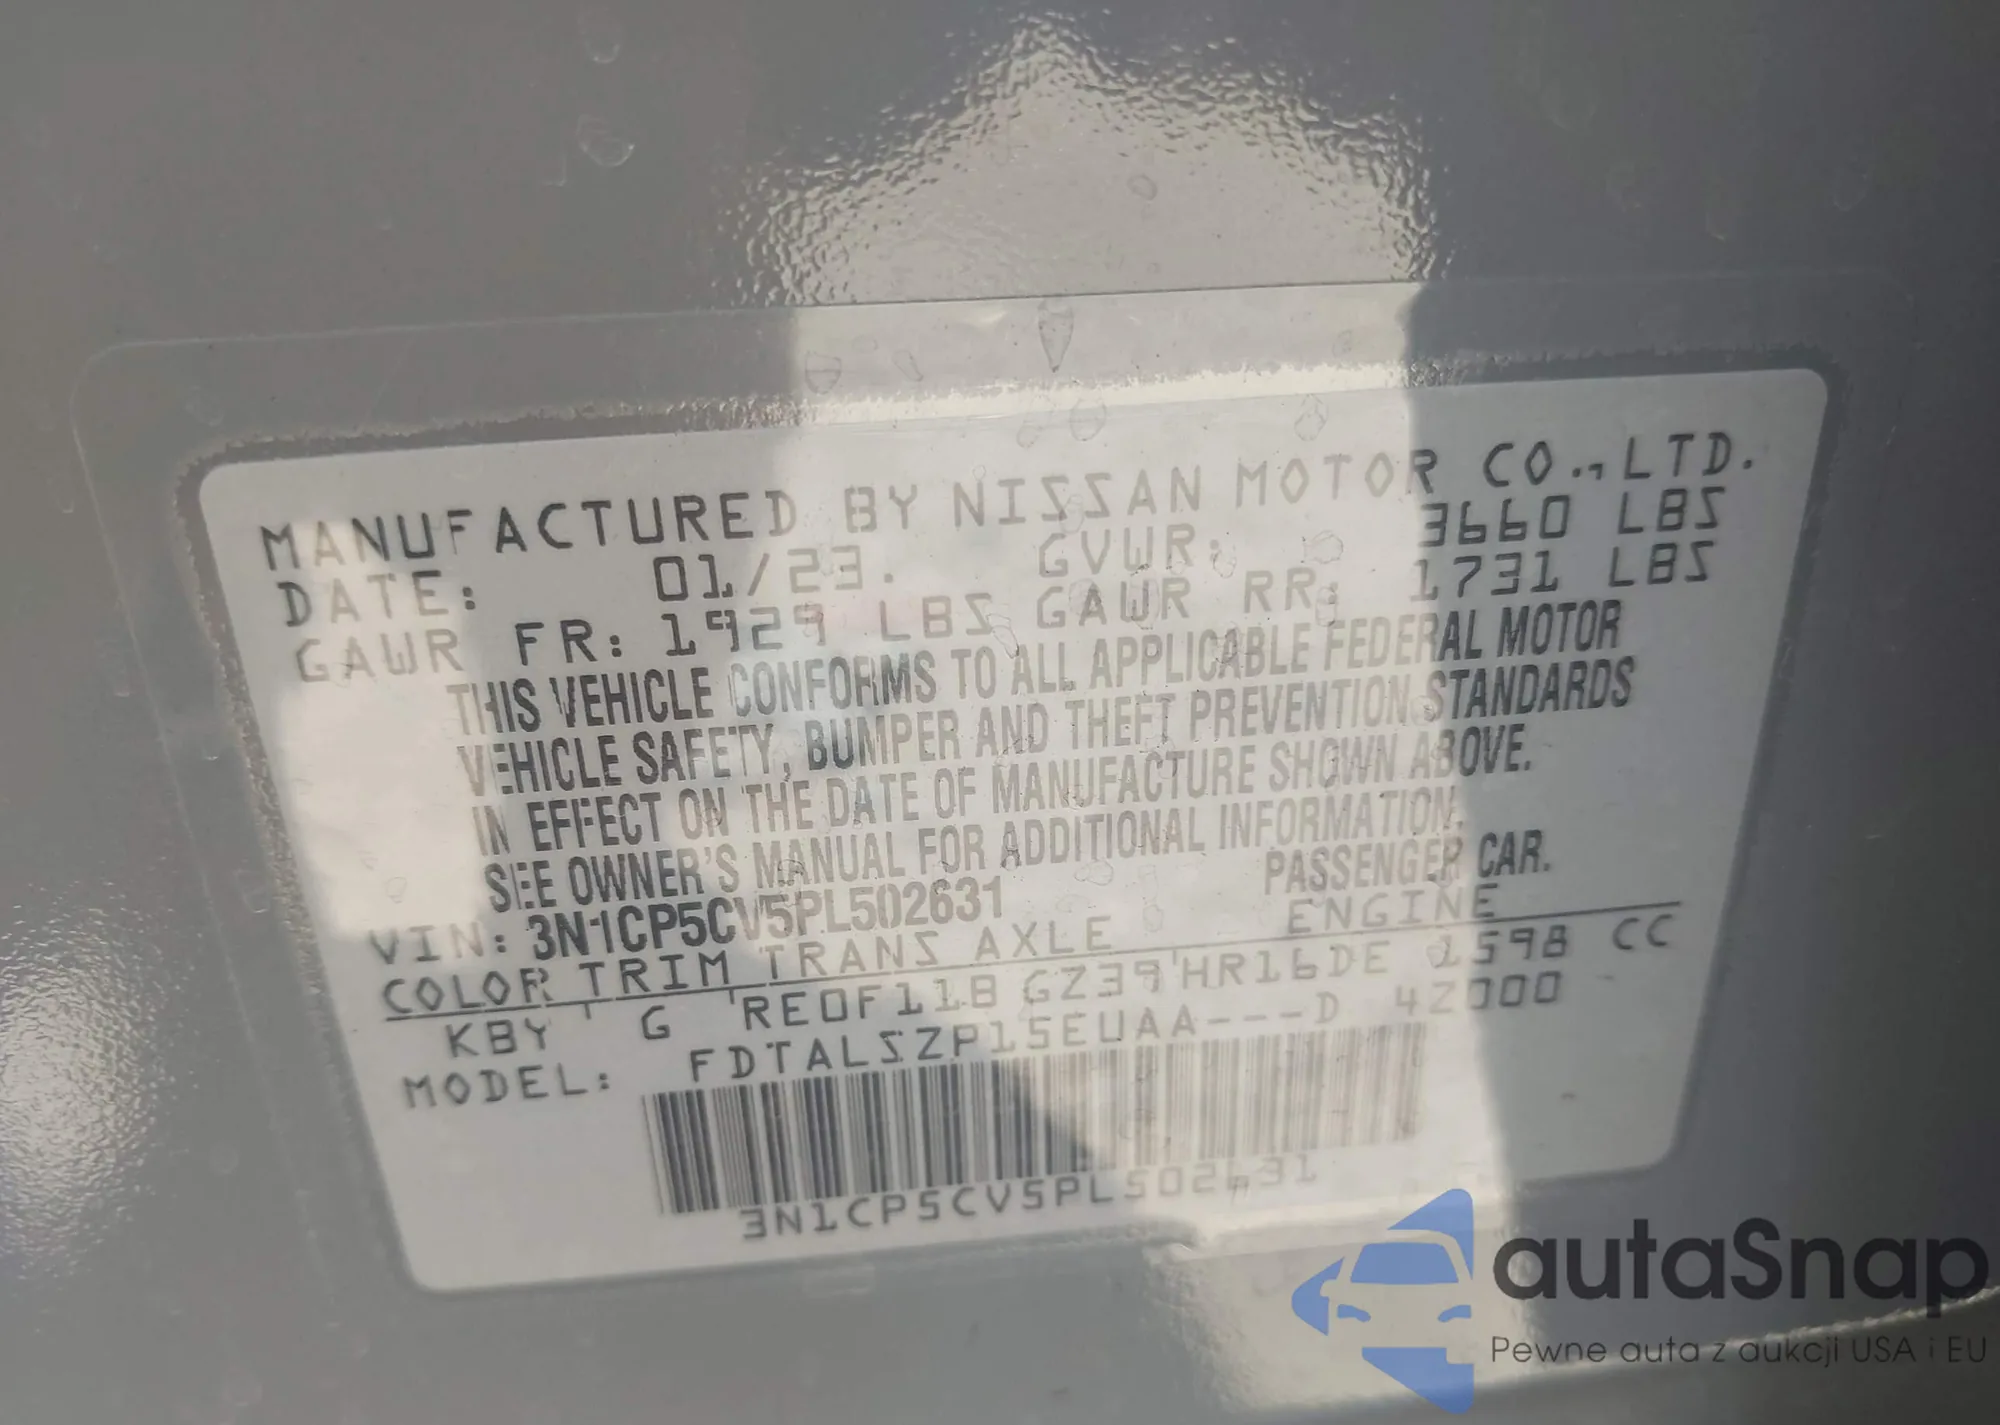 MANUFACTURED BY NISSAN MOTOR CO.,LTD.
DATE: 01/23. GVWR: 3660 LBS
GAWR FR: 1929 LBS GAWR RR: 1731 LBS
THIS VEHICLE CONFORMS TO ALL APPLICABLE FEDERAL MOTOR
VEHICLE SAFETY, BUMPER AND THEFT PREVENTION STANDARDS
IN EFFECT ON THE DATE OF MANUFACTURE SHOWN ABOVE.
SEE OWNER'S MANUAL FOR ADDITIONAL INFORMATION.
VIN: 3N1CP5CV5PL502631 PASSENGER CAR.
COLOR TRIM TRANS AXLE ENGINE
KBY G RE0F11B GZ39 HR16DE 1598 CC
MODEL: FDTALSZP15EUAA---D 42000
3N1CP5CV5PL502631
autaSnap
Pewne auta z aukcji USA i EU